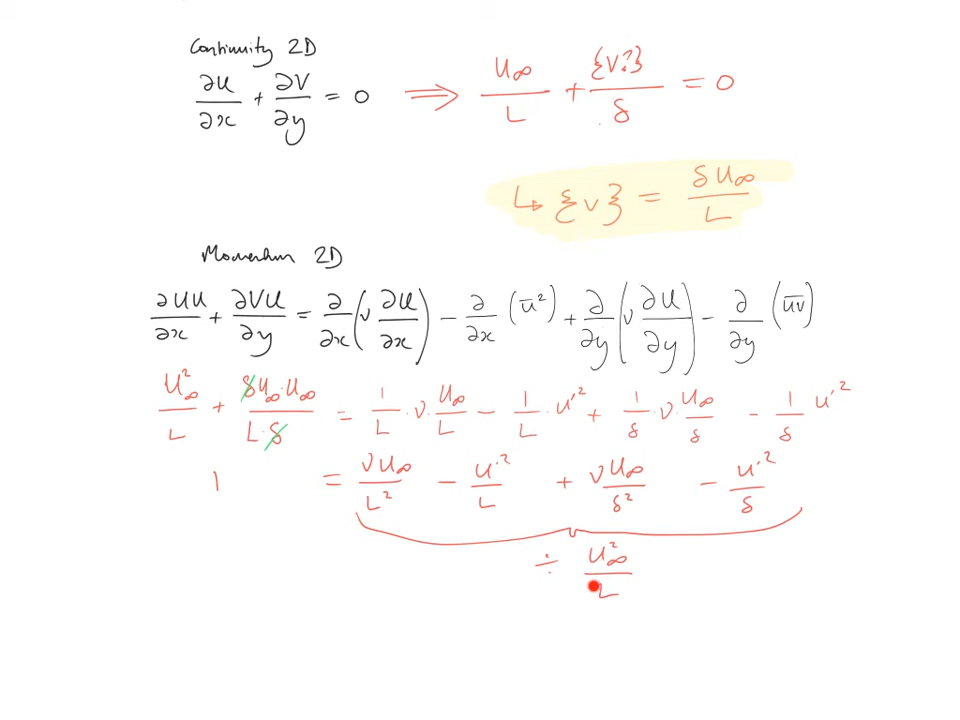 Continuity 2D
∂U/∂x + ∂V/∂y = 0 ⟹ U∞/L + {V?}/δ = 0
↳ {v} = δU∞/L
Momentum 2D
∂UU/∂x + ∂VU/∂y = ∂/∂x(ν ∂U/∂x) − ∂/∂x(u̅²) + ∂/∂y(ν ∂U/∂y) − ∂/∂y(u̅v̅)
U∞²/L + δU∞·U∞/L·δ = 1/L·ν·U∞/L − 1/L·u'² + 1/δ·ν·U∞/δ − 1/δ u'²
1 = νU∞/L² − u'²/L + νU∞/δ² − u'²/δ
÷ U∞²/L